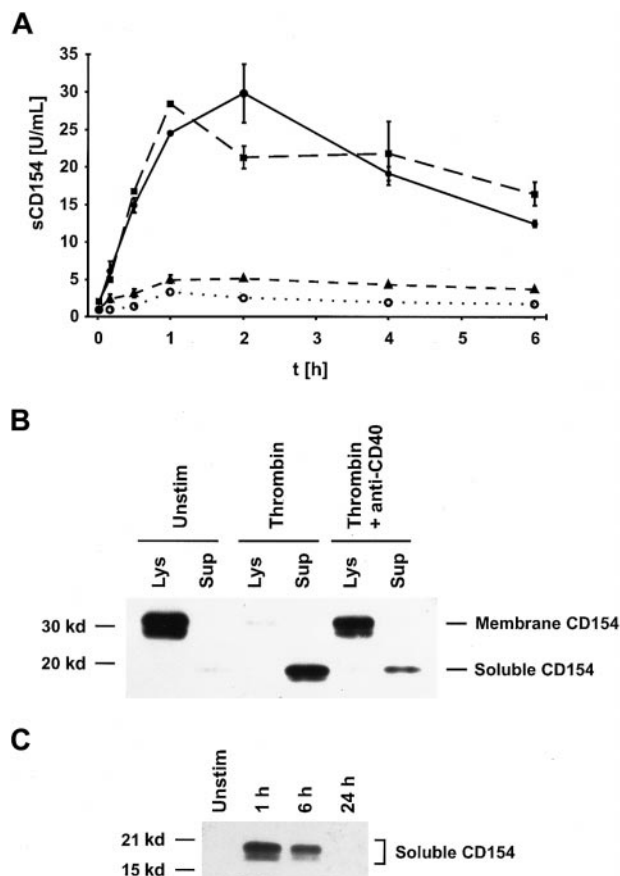 A
sCD154 [U/mL]
35
30
25
20
15
10
5
0
0
1
2
3
4
5
6
t [h]
B
Unstim
Thrombin
Thrombin
+ anti-CD40
Lys
Sup
Lys
Sup
Lys
Sup
30 kd
Membrane CD154
20 kd
Soluble CD154
C
Unstim
1 h
6 h
24 h
21 kd
Soluble CD154
15 kd